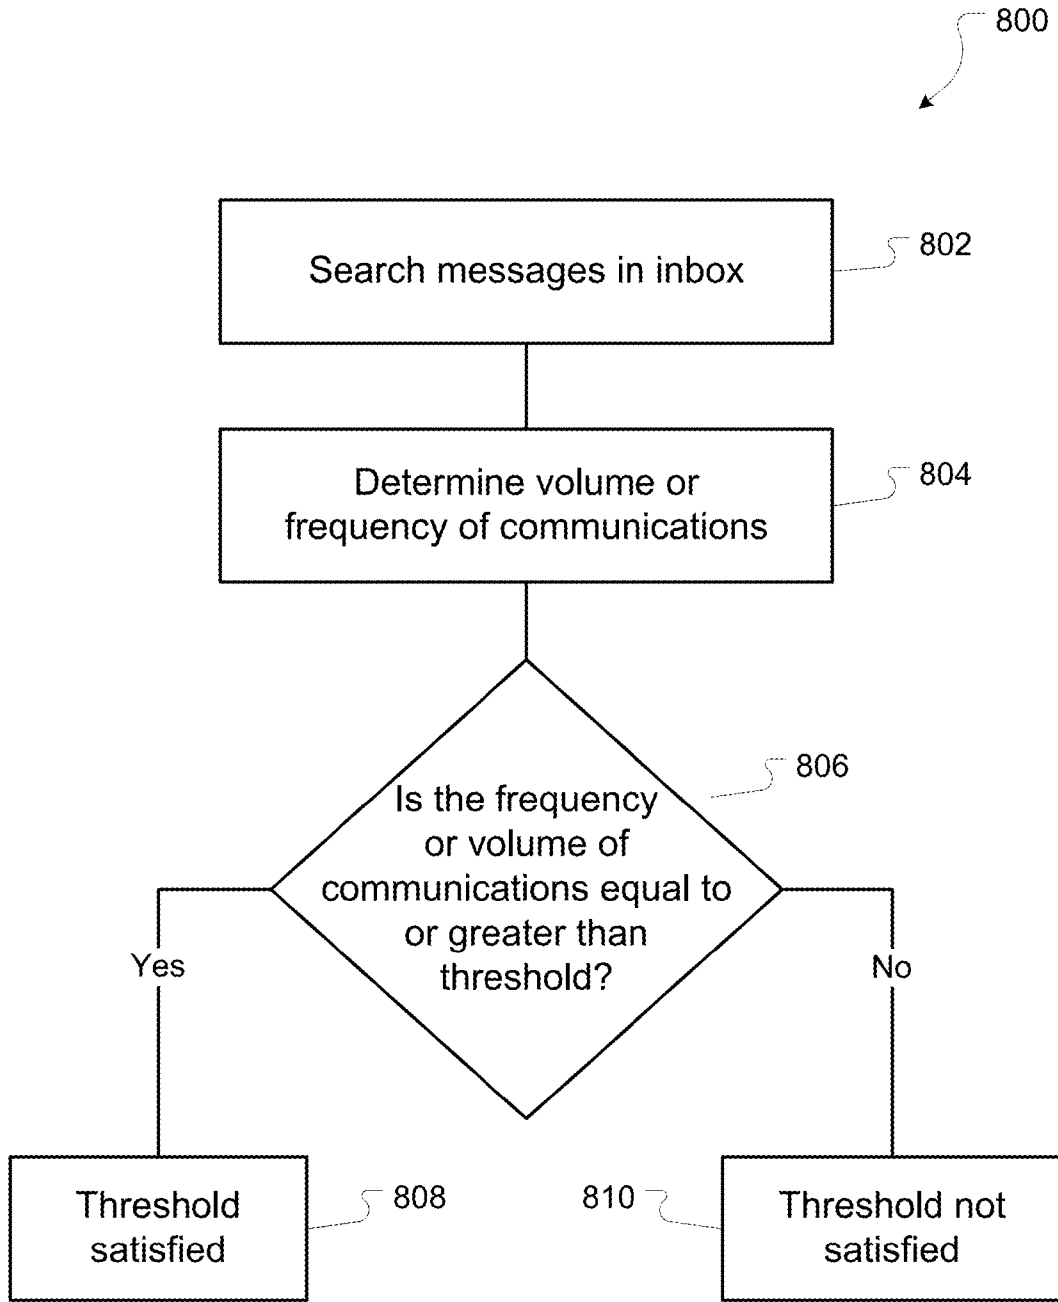 800
Search messages in inbox
802
Determine volume or
frequency of communications
804
806
Is the frequency
or volume of
communications equal to
or greater than
threshold?
Yes
No
Threshold
satisfied
808
810
Threshold not
satisfied